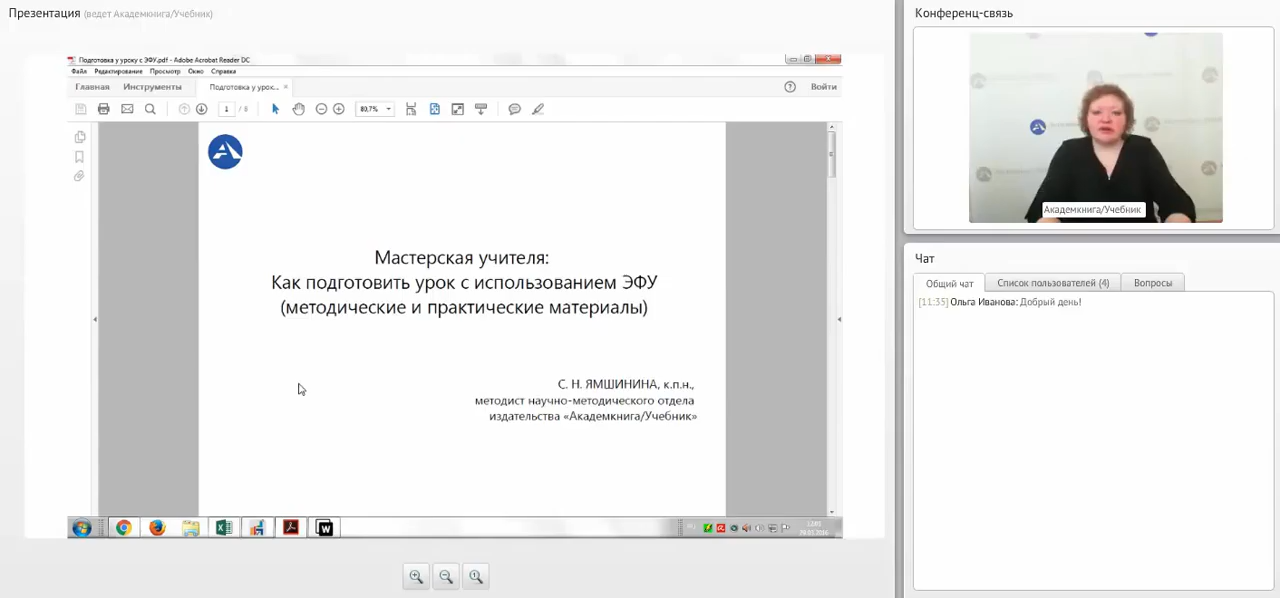 Презентация (ведет Академкнига/Учебник)
Подготовка у уроку с ЭФУ.pdf - Adobe Acrobat Reader DC
Файл Редактирование Просмотр Окно Справка
Главная Инструменты Подготовка у урок... × Войти
1 / 8 80,7%
Мастерская учителя:
Как подготовить урок с использованием ЭФУ
(методические и практические материалы)
С. Н. ЯМШИНИНА, к.п.н.,
методист научно-методического отдела
издательства «Академкнига/Учебник»
Конференц-связь
Академкнига/Учебник
Чат
Общий чат Список пользователей (4) Вопросы
[11:35] Ольга Иванова: Добрый день!